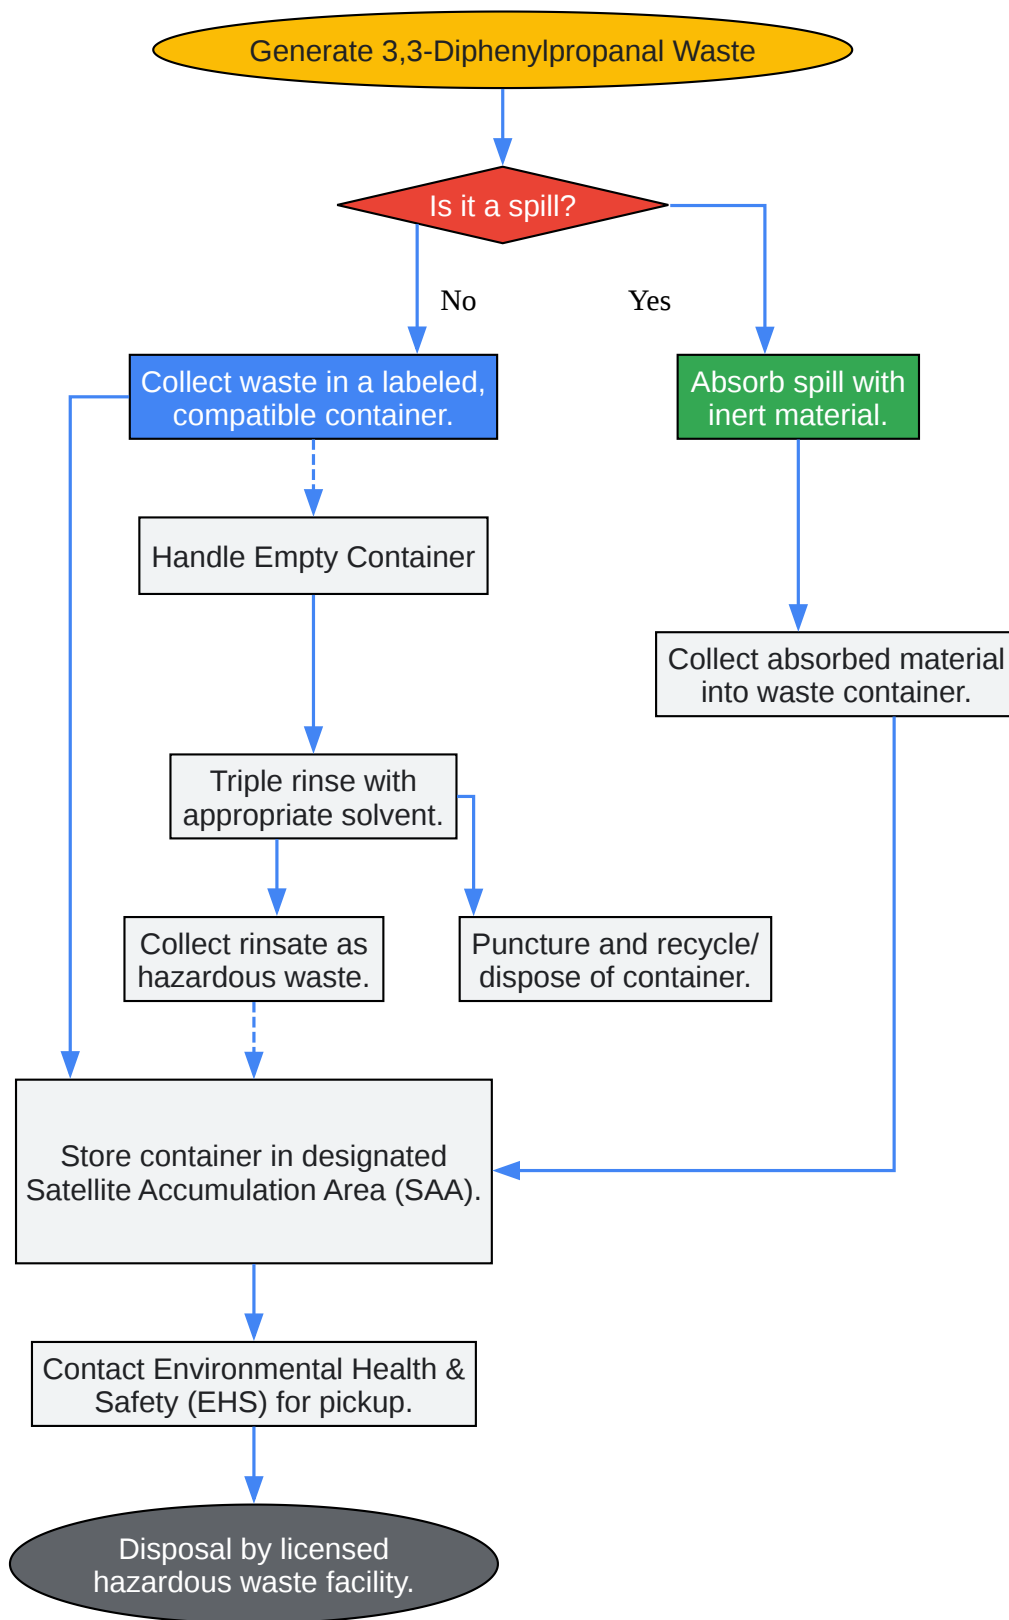 Generate 3,3-Diphenylpropanal Waste
Is it a spill?
No
Yes
Collect waste in a labeled,
compatible container.
Absorb spill with
inert material.
Handle Empty Container
Collect absorbed material
into waste container.
Triple rinse with
appropriate solvent.
Collect rinsate as
hazardous waste.
Puncture and recycle/
dispose of container.
Store container in designated
Satellite Accumulation Area (SAA).
Contact Environmental Health &
Safety (EHS) for pickup.
Disposal by licensed
hazardous waste facility.